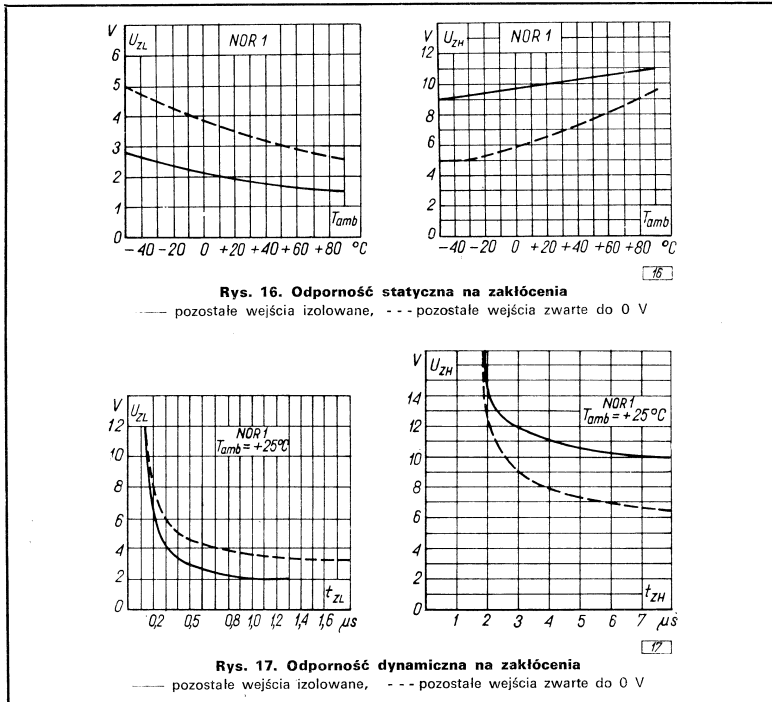 V U_ZL NOR 1
6
5
4
3
2
1
0
T_amb
-40 -20 0 +20 +40 +60 +80 °C
V U_ZH NOR 1
12
10
8
6
4
2
0
T_amb
-40 -20 0 +20 +40 +60 +80 °C
16
Rys. 16. Odporność statyczna na zakłócenia
—— pozostałe wejścia izolowane, - - - pozostałe wejścia zwarte do 0 V
V U_ZL
NOR 1
T_amb = +25°C
12
10
8
6
4
2
0
t_ZL
0,2 0,5 0,8 1,0 1,2 1,4 1,6 μs
V U_ZH
NOR 1
T_amb = +25°C
14
12
10
8
6
4
2
0
t_ZH
1 2 3 4 5 6 7 μs
17
Rys. 17. Odporność dynamiczna na zakłócenia
—— pozostałe wejścia izolowane, - - - pozostałe wejścia zwarte do 0 V